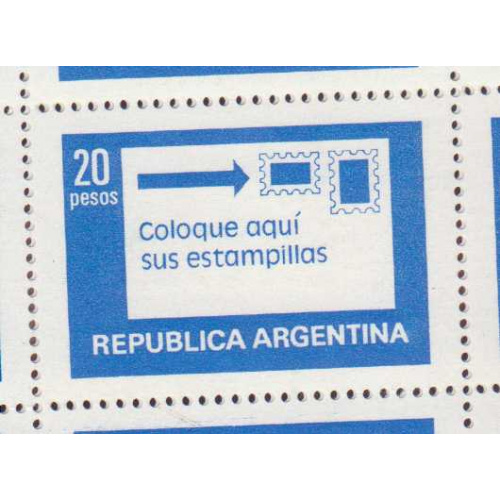 20
pesos
Coloque aquí
sus estampillas
REPUBLICA ARGENTINA